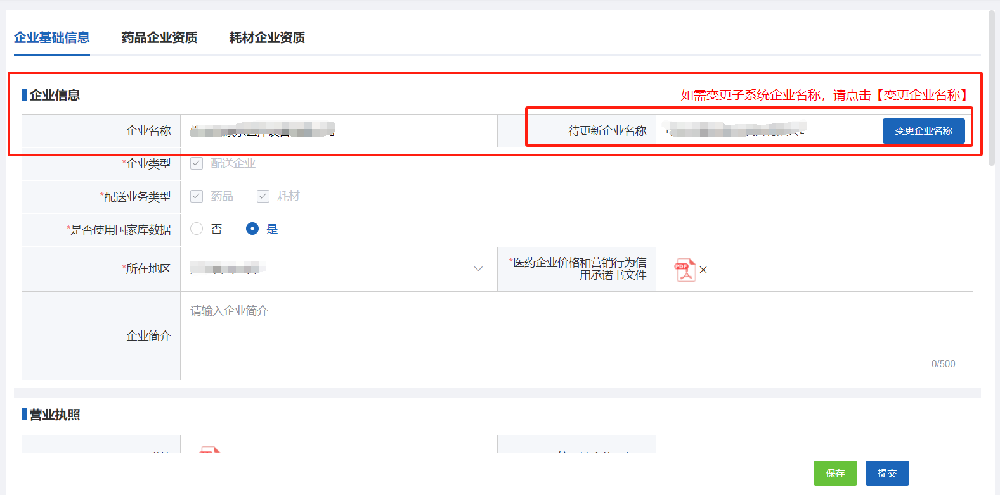 企业基础信息 药品企业资质 耗材企业资质
企业信息 如需变更子系统企业名称，请点击【变更企业名称】
企业名称 待更新企业名称 变更企业名称
*企业类型 配送企业
*配送业务类型 药品 耗材
*是否使用国家库数据 否 是
*所在地区 *医药企业价格和营销行为信
用承诺书文件 PDF ×
请输入企业简介
企业简介
0/500
营业执照
保存 提交